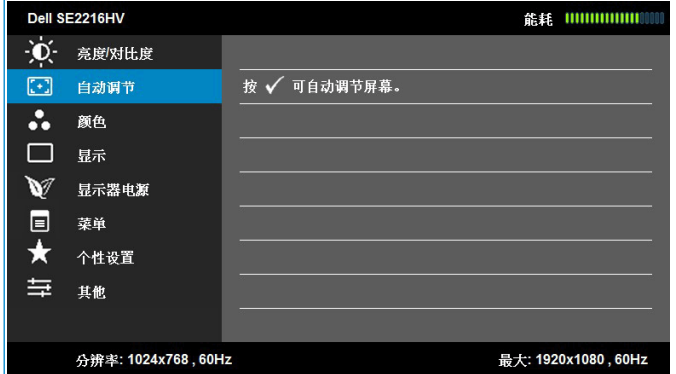 Dell SE2216HV
能耗
亮度/对比度
自动调节
按 ✓ 可自动调节屏幕。
颜色
显示
显示器电源
菜单
个性设置
其他
分辨率: 1024x768 , 60Hz
最大: 1920x1080 , 60Hz